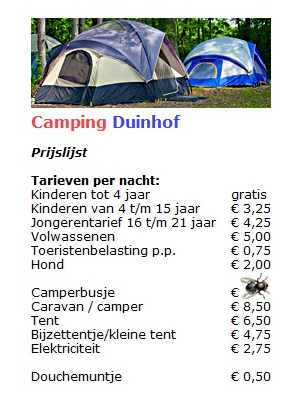 Camping Duinhof
Prijslijst
Tarieven per nacht:
Kinderen tot 4 jaar gratis
Kinderen van 4 t/m 15 jaar € 3,25
Jongerentarief 16 t/m 21 jaar € 4,25
Volwassenen € 5,00
Toeristenbelasting p.p. € 0,75
Hond € 2,00
Camperbusje €
Caravan / camper € 8,50
Tent € 6,50
Bijzettentje/kleine tent € 4,75
Elektriciteit € 2,75
Douchemuntje € 0,50